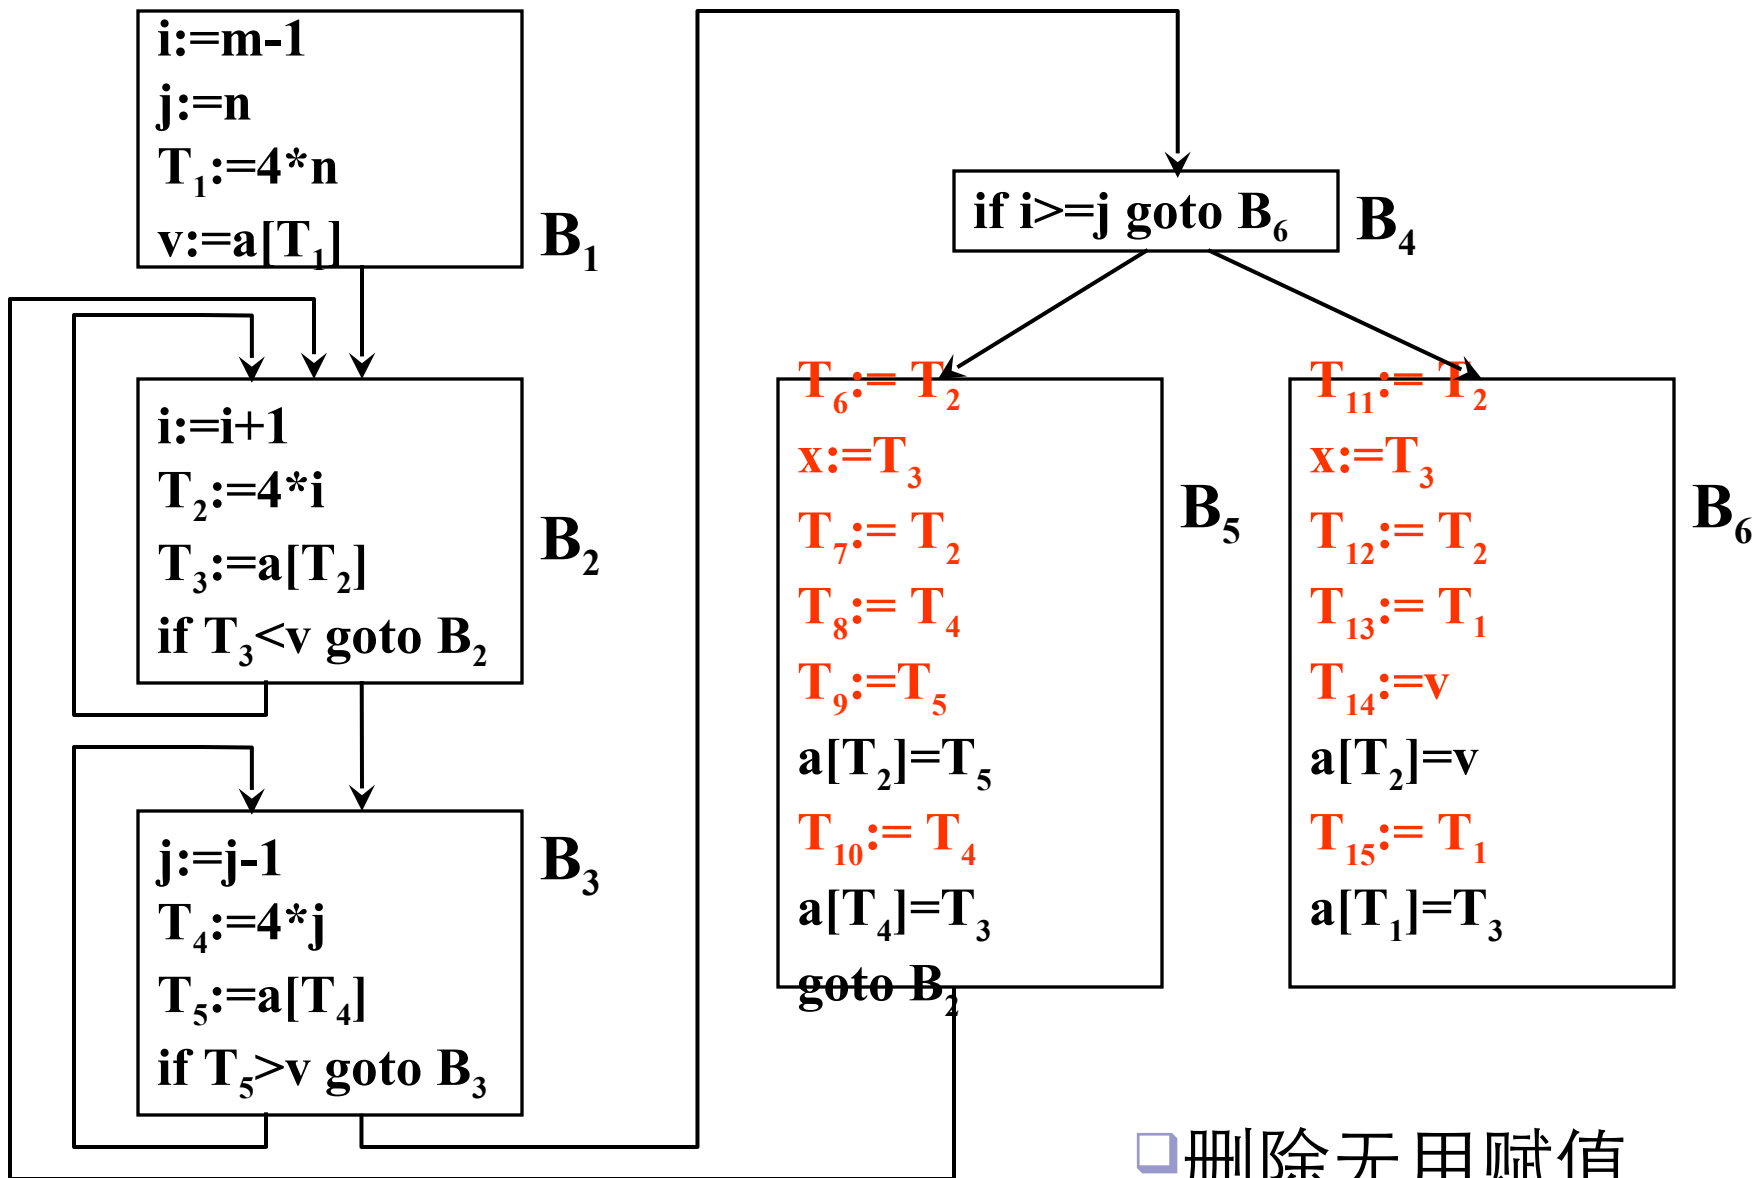 i:=m-1
j:=n
T₁:=4*n
v:=a[T₁]
B₁
i:=i+1
T₂:=4*i
T₃:=a[T₂]
if T₃<v goto B₂
B₂
j:=j-1
T₄:=4*j
T₅:=a[T₄]
if T₅>v goto B₃
B₃
if i>=j goto B₆
B₄
T₆:= T₂
x:=T₃
T₇:= T₂
T₈:= T₄
T₉:=T₅
a[T₂]=T₅
T₁₀:= T₄
a[T₄]=T₃
goto B₂
B₅
T₁₁:= T₂
x:=T₃
T₁₂:= T₂
T₁₃:= T₁
T₁₄:=v
a[T₂]=v
T₁₅:= T₁
a[T₁]=T₃
B₆
删除无用赋值